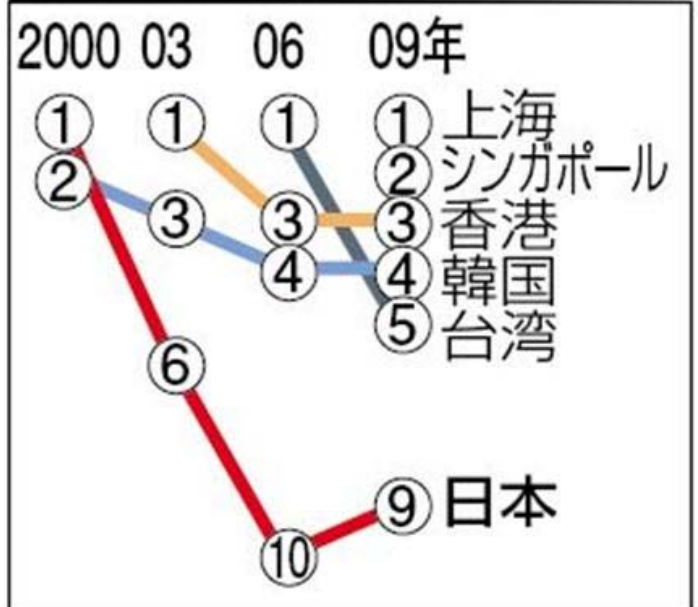 2000 03 06 09年
① ① ① ① 上海
② ② シンガポール
③ ③ ③ 香港
④ ④ 韓国
⑤ 台湾
⑥
⑨ 日本
⑩